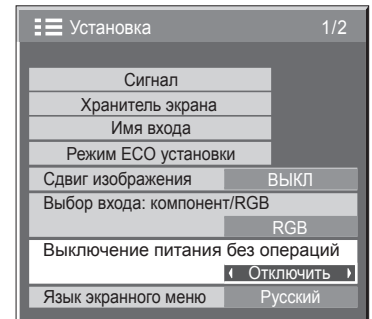 Установка 1/2
Сигнал
Хранитель экрана
Имя входа
Режим ECO установки
Сдвиг изображения ВЫКЛ
Выбор входа: компонент/RGB
RGB
Выключение питания без операций
Отключить
Язык экранного меню Русский